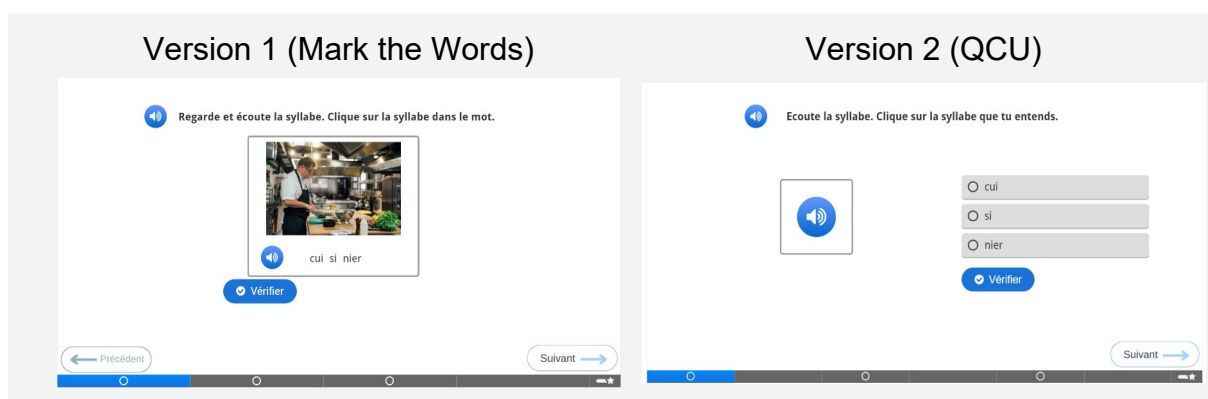 Version 1 (Mark the Words)
Regarde et écoute la syllabe. Clique sur la syllabe dans le mot.
cui si nier
Vérifier
Précédent
Suivant
Version 2 (QCU)
Ecoute la syllabe. Clique sur la syllabe que tu entends.
cui
si
nier
Vérifier
Suivant